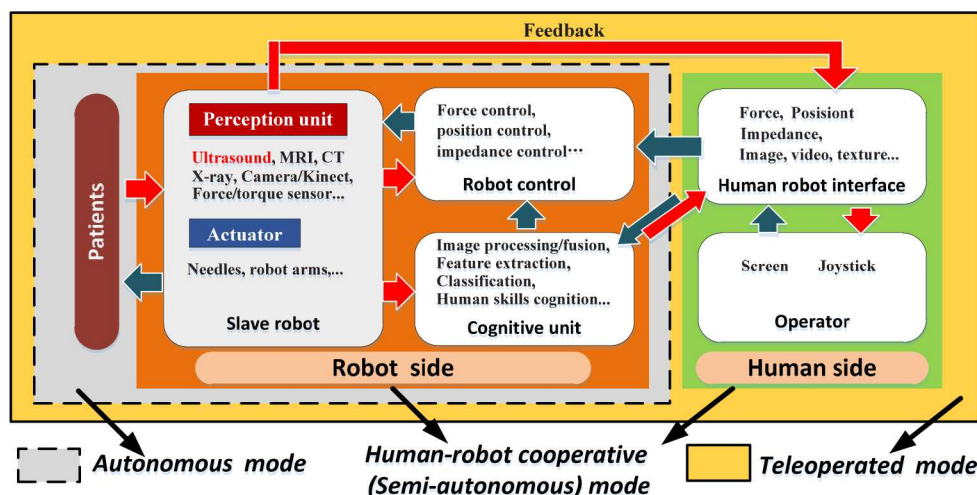 Feedback
Patients
Perception unit
Ultrasound, MRI, CT
X-ray, Camera/Kinect,
Force/torque sensor...
Actuator
Needles, robot arms,...
Slave robot
Force control,
position control,
impedance control···
Robot control
Image processing/fusion,
Feature extraction,
Classification,
Human skills cognition...
Cognitive unit
Robot side
Force, Posisiont
Impedance,
Image, video, texture...
Human robot interface
Screen Joystick
Operator
Human side
Autonomous mode
Human-robot cooperative
(Semi-autonomous) mode
Teleoperated mode